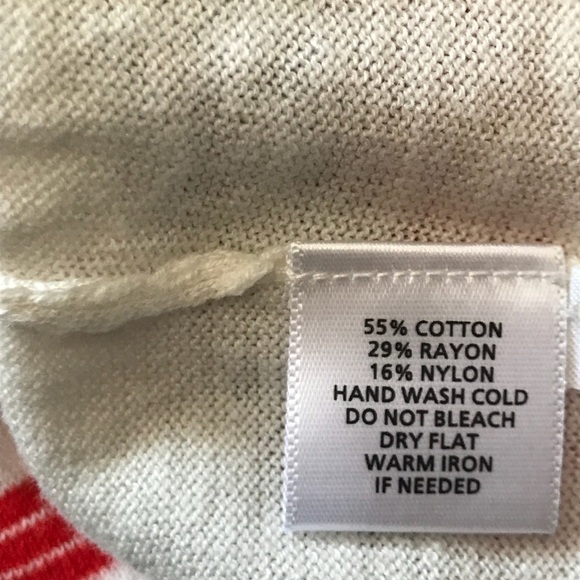 55% COTTON
29% RAYON
16% NYLON
HAND WASH COLD
DO NOT BLEACH
DRY FLAT
WARM IRON
IF NEEDED